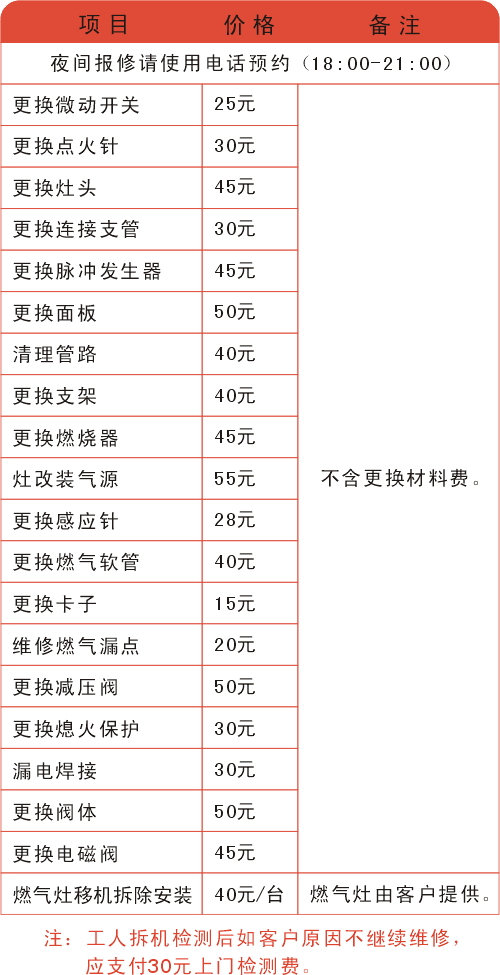 项目 价格 备注
夜间报修请使用电话预约（18:00-21:00）
更换微动开关 25元
更换点火针 30元
更换灶头 45元
更换连接支管 30元
更换脉冲发生器 45元
更换面板 50元
清理管路 40元
更换支架 40元
更换燃烧器 45元
灶改装气源 55元 不含更换材料费。
更换感应针 28元
更换燃气软管 40元
更换卡子 15元
维修燃气漏点 20元
更换减压阀 50元
更换熄火保护 30元
漏电焊接 30元
更换阀体 50元
更换电磁阀 45元
燃气灶移机拆除安装 40元/台 燃气灶由客户提供。
注：工人拆机检测后如客户原因不继续维修，
应支付30元上门检测费。